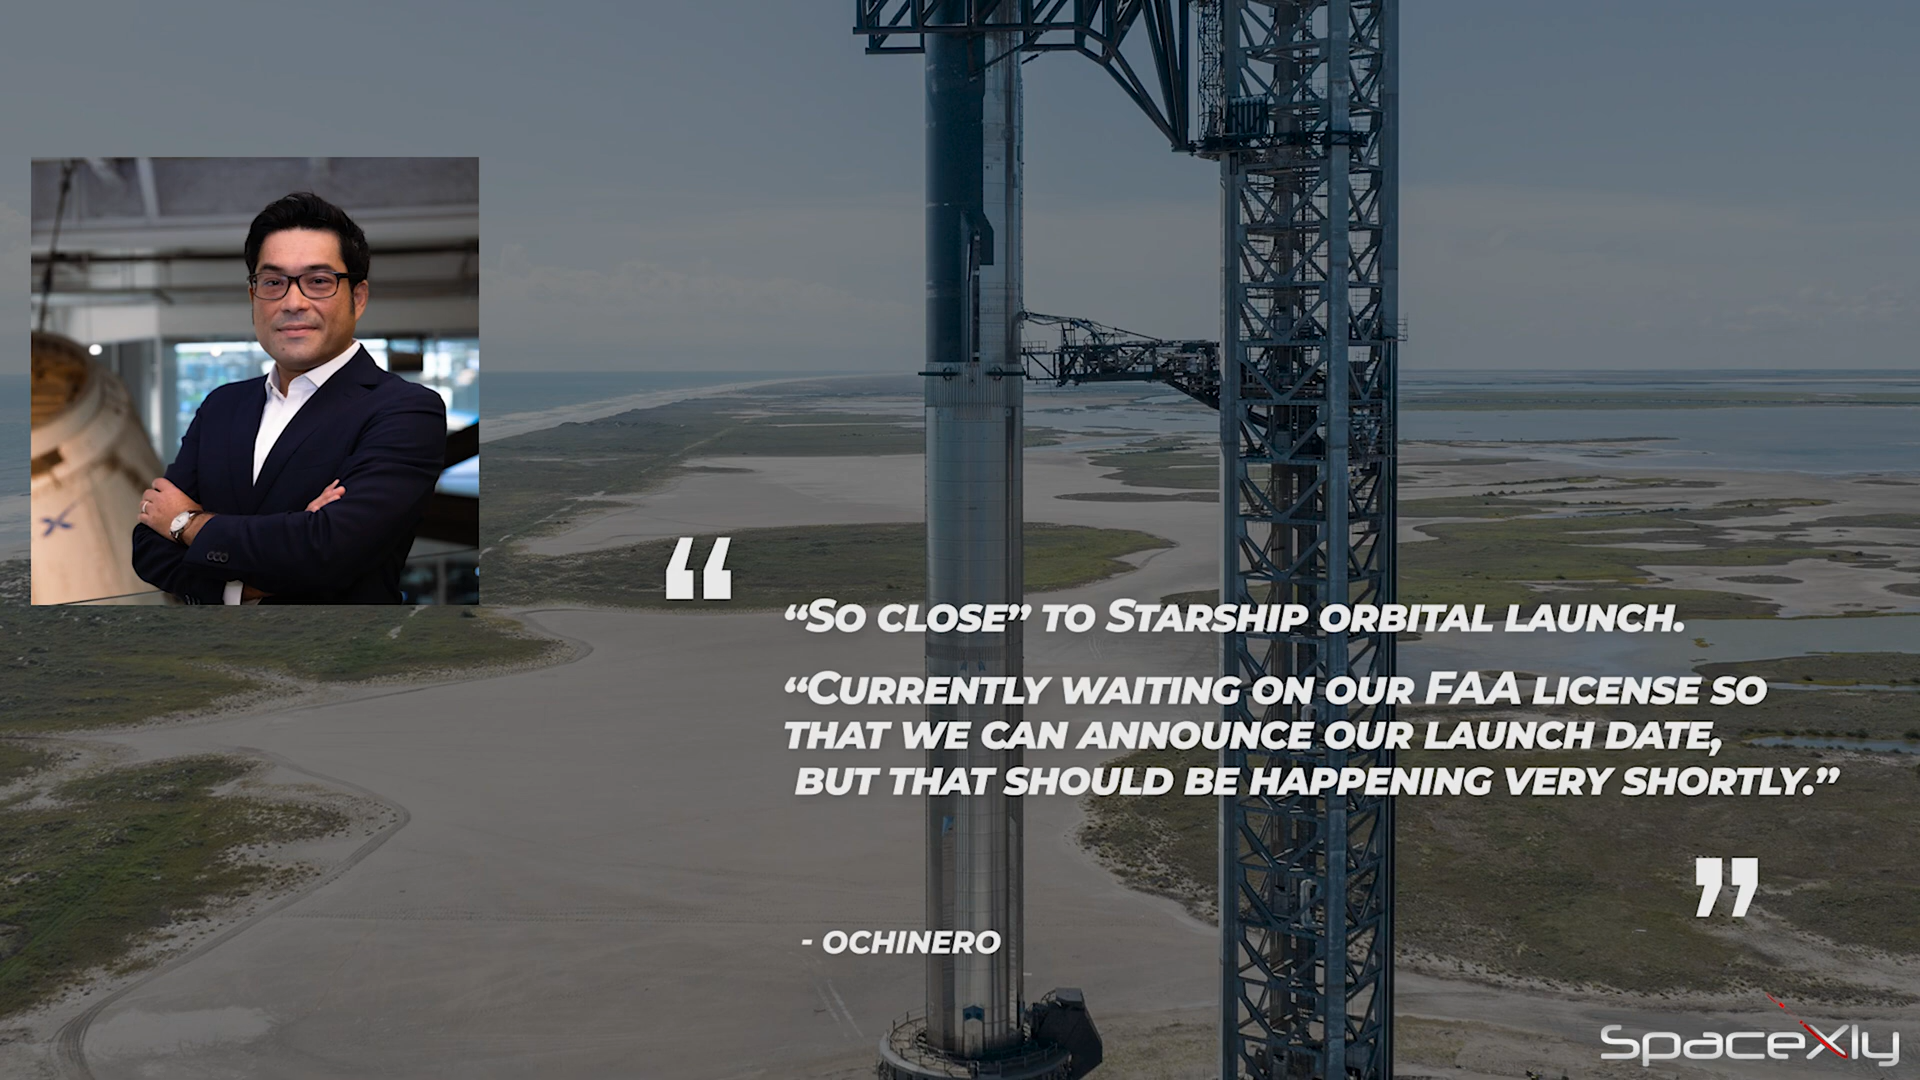 “
“So close” to Starship orbital launch.
“Currently waiting on our FAA license so
that we can announce our launch date,
but that should be happening very shortly.”
”
- Ochinero
SpaceXly